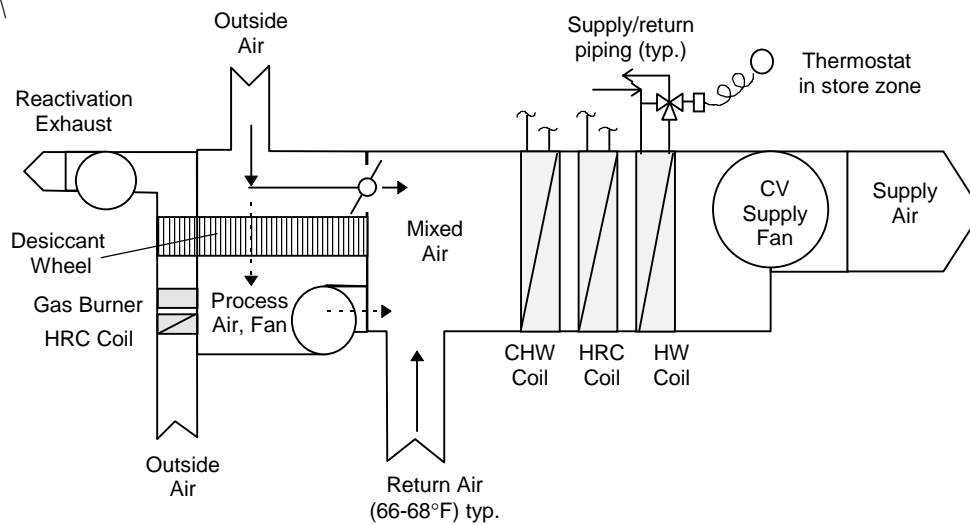 \
Outside
Air
Supply/return
piping (typ.)
Thermostat
in store zone
Reactivation
Exhaust
CV
Supply
Fan
Supply
Air
Mixed
Air
Desiccant
Wheel
Gas Burner
HRC Coil
Process
Air, Fan
CHW
Coil
HRC
Coil
HW
Coil
Outside
Air
Return Air
(66-68°F) typ.